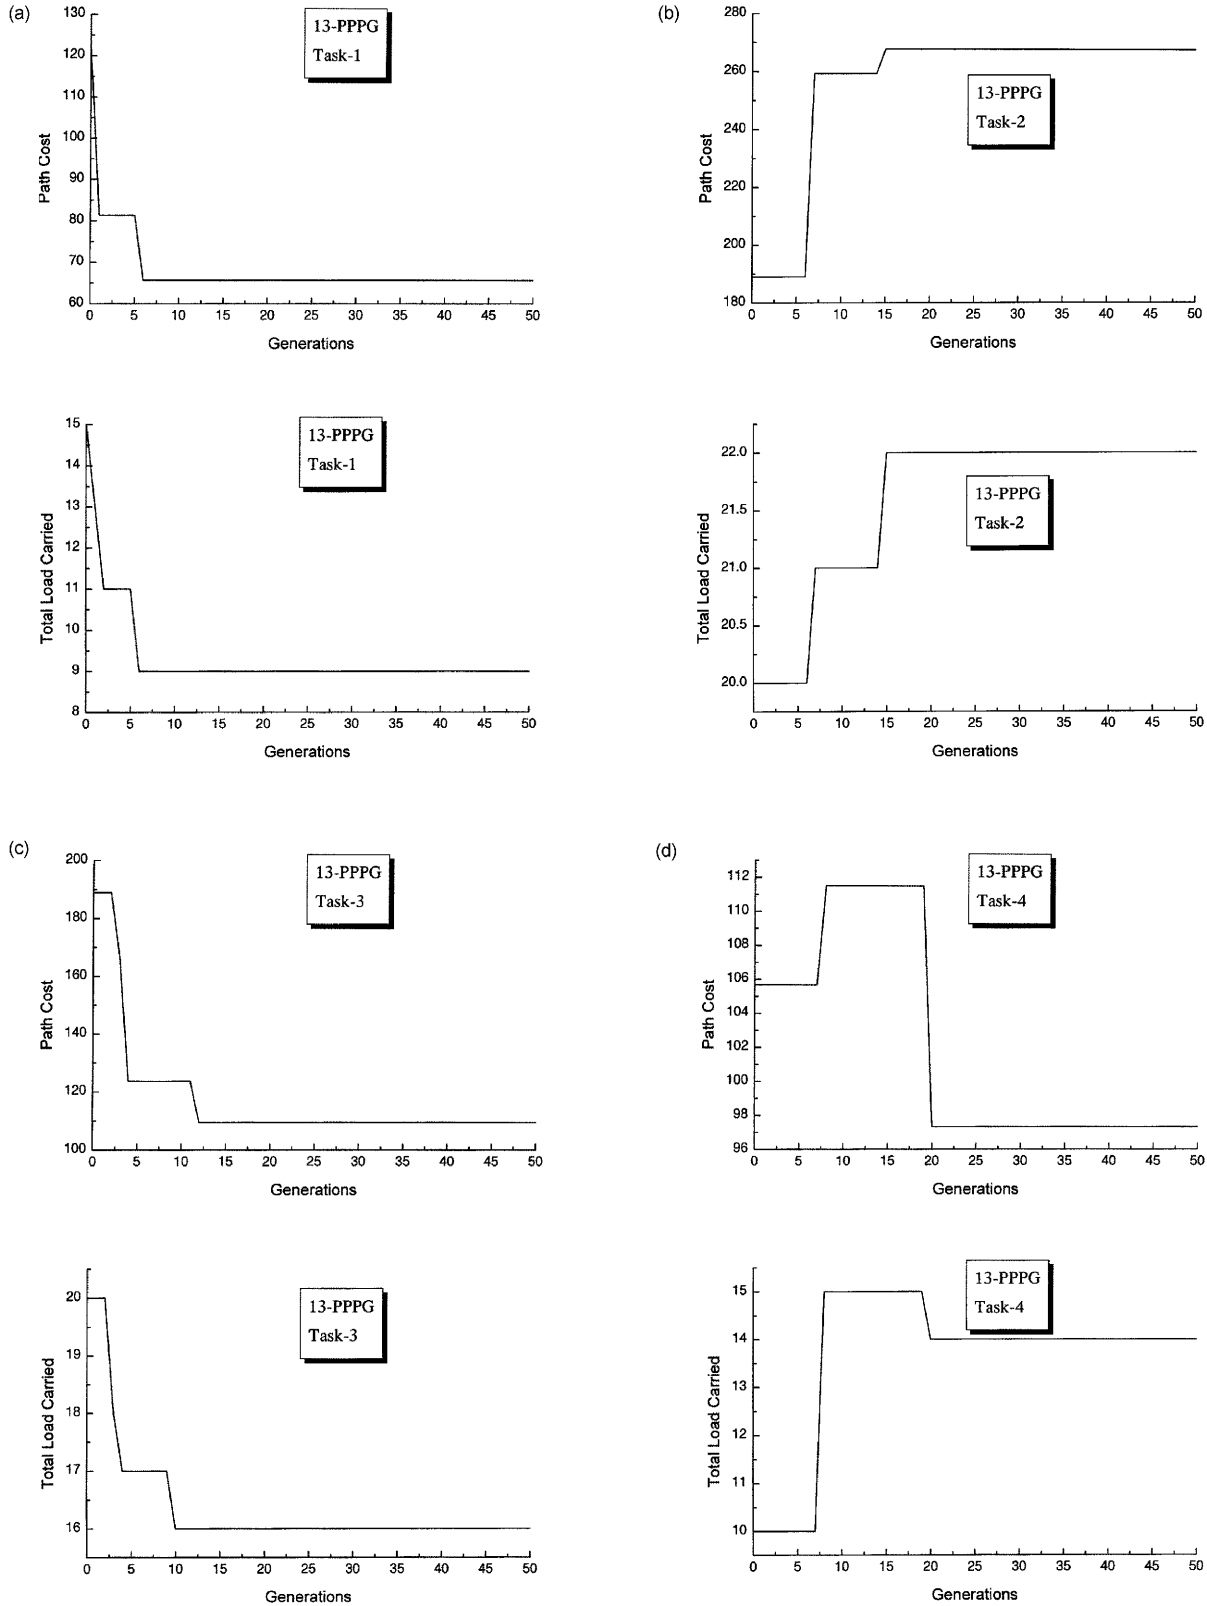 (a)
130
120
110
100
90
80
70
60
Path Cost
13-PPPG
Task-1
0 5 10 15 20 25 30 35 40 45 50
Generations
(b)
280
260
240
220
200
180
Path Cost
13-PPPG
Task-2
0 5 10 15 20 25 30 35 40 45 50
Generations
15
14
13
12
11
10
9
8
Total Load Carried
13-PPPG
Task-1
0 5 10 15 20 25 30 35 40 45 50
Generations
22.0
21.5
21.0
20.5
20.0
Total Load Carried
13-PPPG
Task-2
0 5 10 15 20 25 30 35 40 45 50
Generations
(c)
200
180
160
140
120
100
Path Cost
13-PPPG
Task-3
0 5 10 15 20 25 30 35 40 45 50
Generations
(d)
112
110
108
106
104
102
100
98
96
Path Cost
13-PPPG
Task-4
0 5 10 15 20 25 30 35 40 45 50
Generations
20
19
18
17
16
Total Load Carried
13-PPPG
Task-3
0 5 10 15 20 25 30 35 40 45 50
Generations
15
14
13
12
11
10
Total Load Carried
13-PPPG
Task-4
0 5 10 15 20 25 30 35 40 45 50
Generations